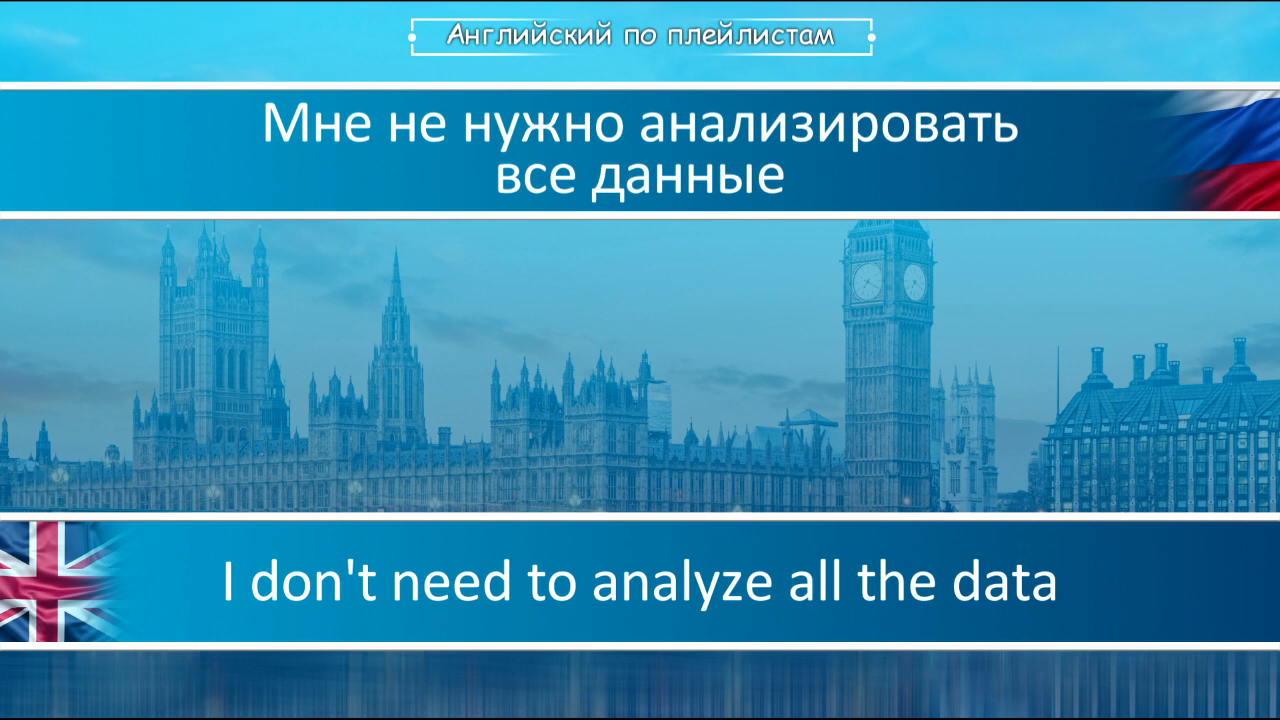 Английский по плейлистам
Мне не нужно анализировать
все данные
I don't need to analyze all the data